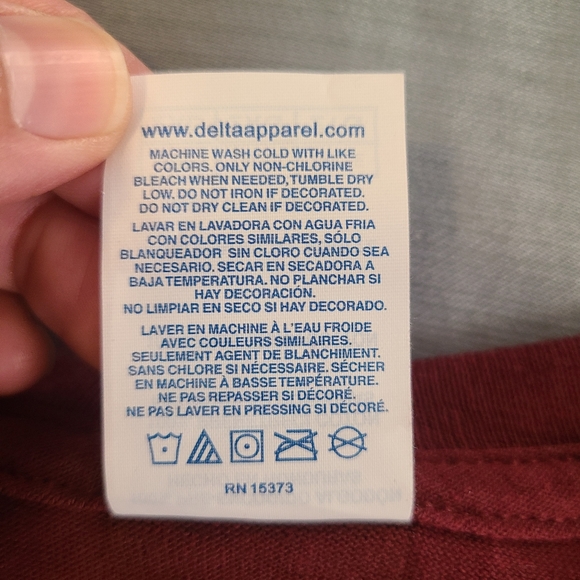 www.deltaapparel.com
MACHINE WASH COLD WITH LIKE
COLORS. ONLY NON-CHLORINE
BLEACH WHEN NEEDED, TUMBLE DRY
LOW. DO NOT IRON IF DECORATED.
DO NOT DRY CLEAN IF DECORATED.
LAVAR EN LAVADORA CON AGUA FRIA
CON COLORES SIMILARES, SÓLO
BLANQUEADOR SIN CLORO CUANDO SEA
NECESARIO. SECAR EN SECADORA A
BAJA TEMPERATURA. NO PLANCHAR SI
HAY DECORACIÓN.
NO LIMPIAR EN SECO SI HAY DECORADO.
LAVER EN MACHINE À L'EAU FROIDE
AVEC COULEURS SIMILAIRES.
SEULEMENT AGENT DE BLANCHIMENT.
SANS CHLORE SI NÉCESSAIRE. SÉCHER
EN MACHINE À BASSE TEMPÉRATURE.
NE PAS REPASSER SI DÉCORÉ.
NE PAS LAVER EN PRESSING SI DÉCORÉ.
RN 15373